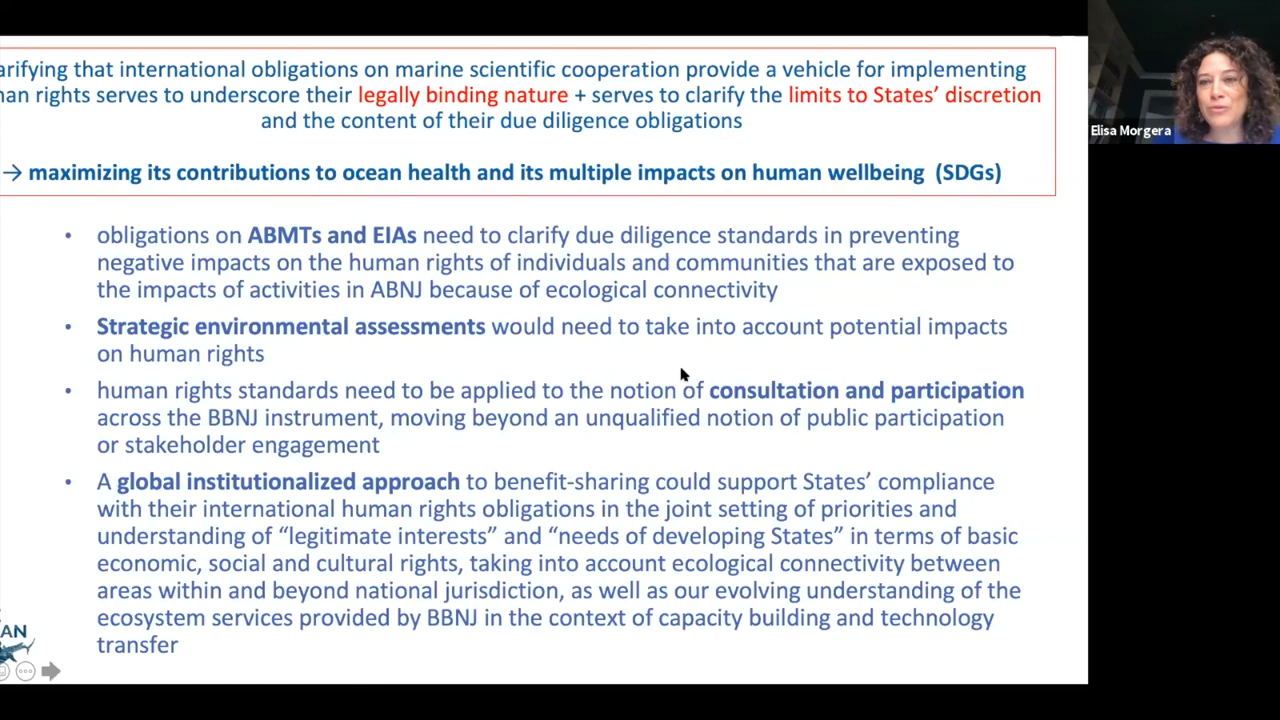 arifying that international obligations on marine scientific cooperation provide a vehicle for implementing
nan rights serves to underscore their legally binding nature + serves to clarify the limits to States’ discretion
and the content of their due diligence obligations
→ maximizing its contributions to ocean health and its multiple impacts on human wellbeing (SDGs)
Elisa Morgera
• obligations on ABMTs and EIAs need to clarify due diligence standards in preventing
negative impacts on the human rights of individuals and communities that are exposed to
the impacts of activities in ABNJ because of ecological connectivity
• Strategic environmental assessments would need to take into account potential impacts
on human rights
• human rights standards need to be applied to the notion of consultation and participation
across the BBNJ instrument, moving beyond an unqualified notion of public participation
or stakeholder engagement
• A global institutionalized approach to benefit-sharing could support States’ compliance
with their international human rights obligations in the joint setting of priorities and
understanding of “legitimate interests” and “needs of developing States” in terms of basic
economic, social and cultural rights, taking into account ecological connectivity between
areas within and beyond national jurisdiction, as well as our evolving understanding of the
ecosystem services provided by BBNJ in the context of capacity building and technology
transfer
AN